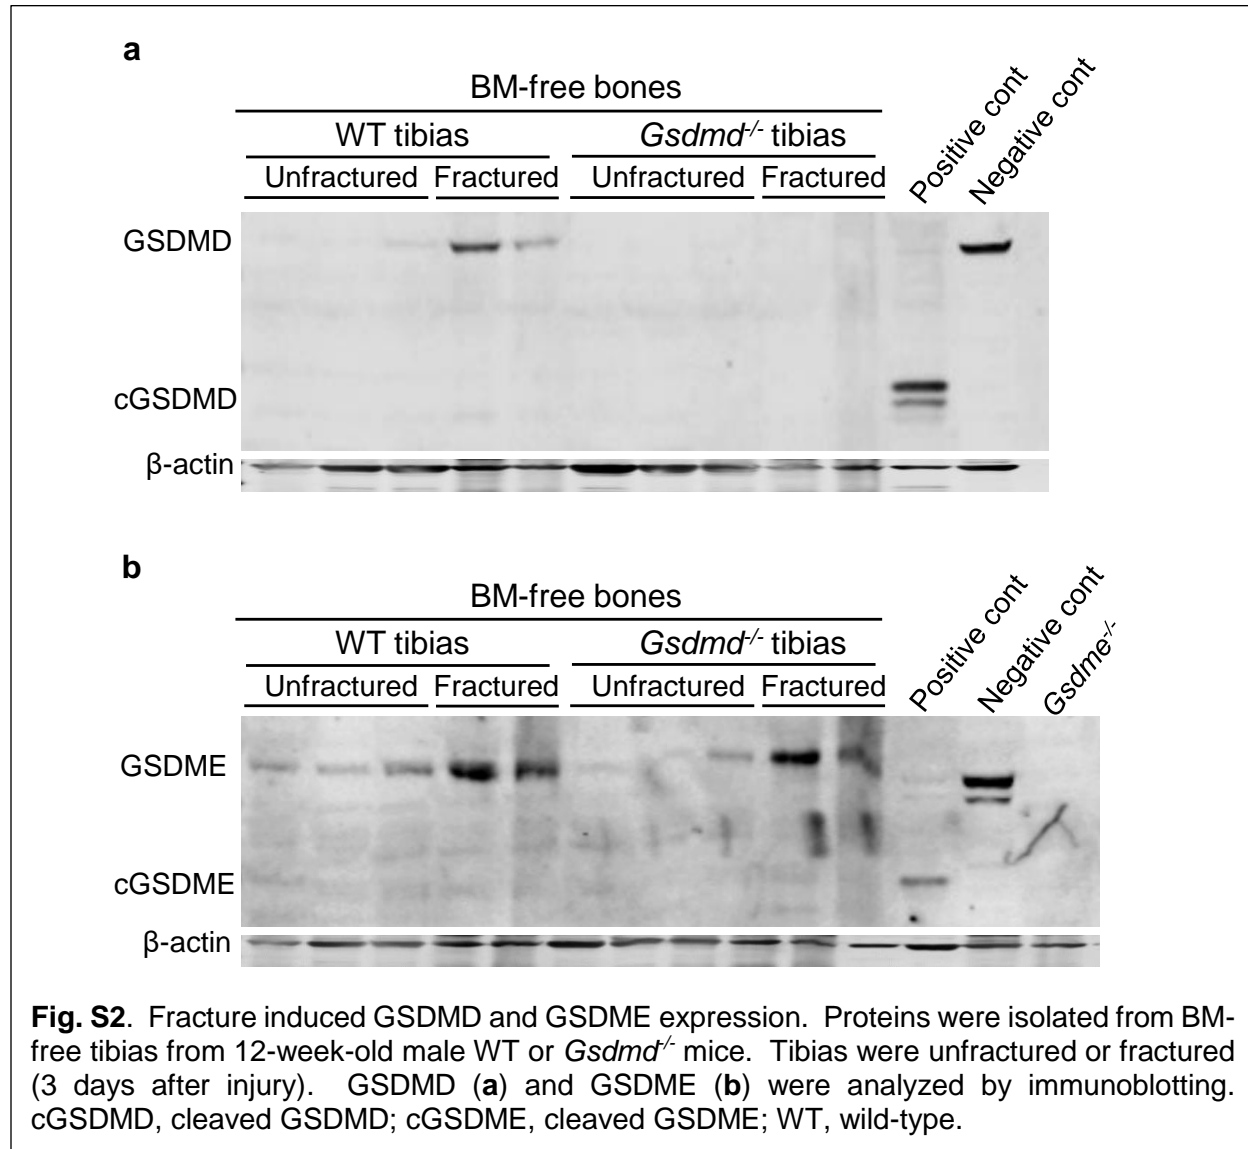 a
BM-free bones
WT tibias Gsdmd-/- tibias
Unfractured Fractured Unfractured Fractured
Positive cont
Negative cont
GSDMD
cGSDMD
β-actin
b
BM-free bones
WT tibias Gsdmd-/- tibias
Unfractured Fractured Unfractured Fractured
Positive cont
Negative cont
Gsdme-/-
GSDME
cGSDME
β-actin
Fig. S2. Fracture induced GSDMD and GSDME expression. Proteins were isolated from BM-
free tibias from 12-week-old male WT or Gsdmd-/- mice. Tibias were unfractured or fractured
(3 days after injury). GSDMD (a) and GSDME (b) were analyzed by immunoblotting.
cGSDMD, cleaved GSDMD; cGSDME, cleaved GSDME; WT, wild-type.